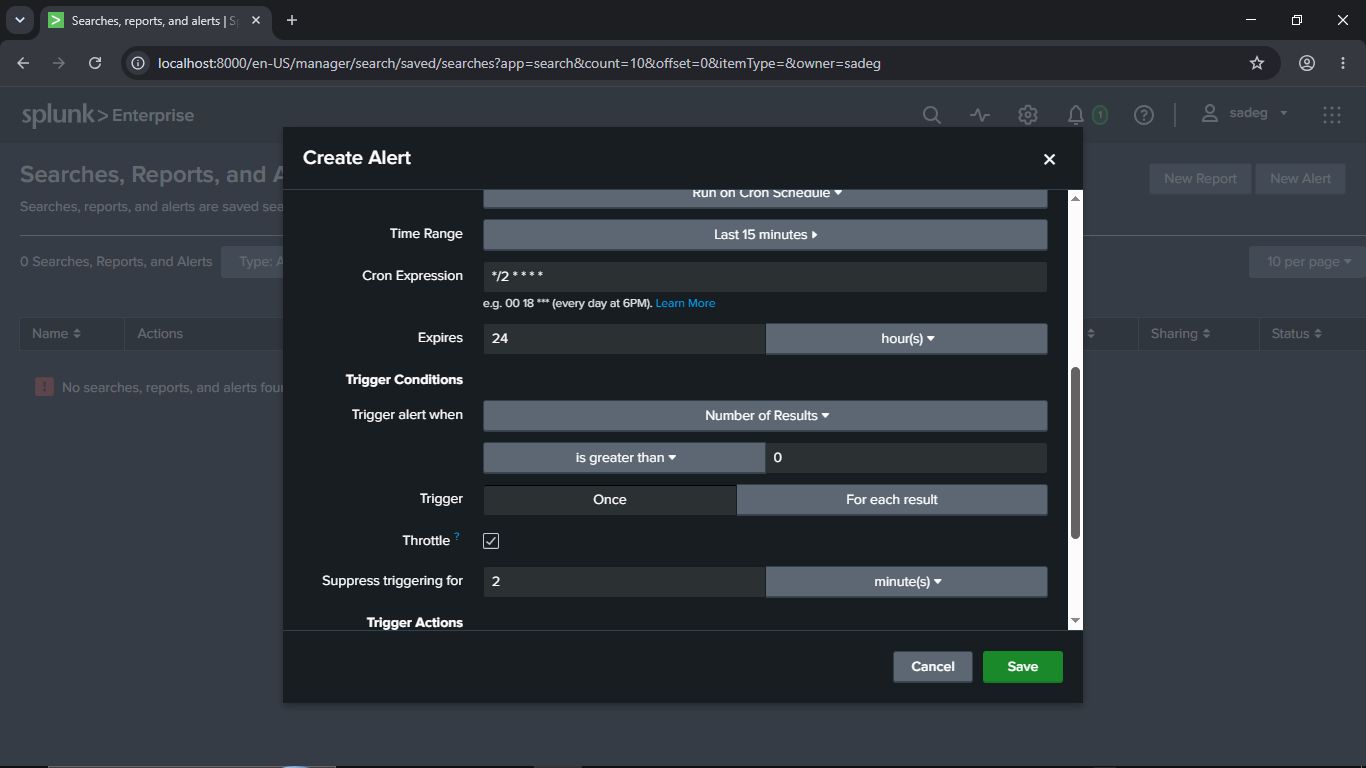 Searches, reports, and alerts | S
localhost:8000/en-US/manager/search/saved/searches?app=search&count=10&offset=0&itemType=&owner=sadeg
splunk> Enterprise
1
?
sadeg
Create Alert
Searches, Reports, and A
New Report
New Alert
Searches, reports, and alerts are saved sea
Run on Cron Schedule
Time Range
Last 15 minutes
0 Searches, Reports, and Alerts
Type: A
10 per page
Cron Expression
*/2 * * * *
e.g. 00 18 *** (every day at 6PM). Learn More
Name
Actions
Sharing
Status
Expires
24
hour(s)
! No searches, reports, and alerts four
Trigger Conditions
Trigger alert when
Number of Results
is greater than
0
Trigger
Once
For each result
Throttle ?
Suppress triggering for
2
minute(s)
Trigger Actions
Cancel
Save